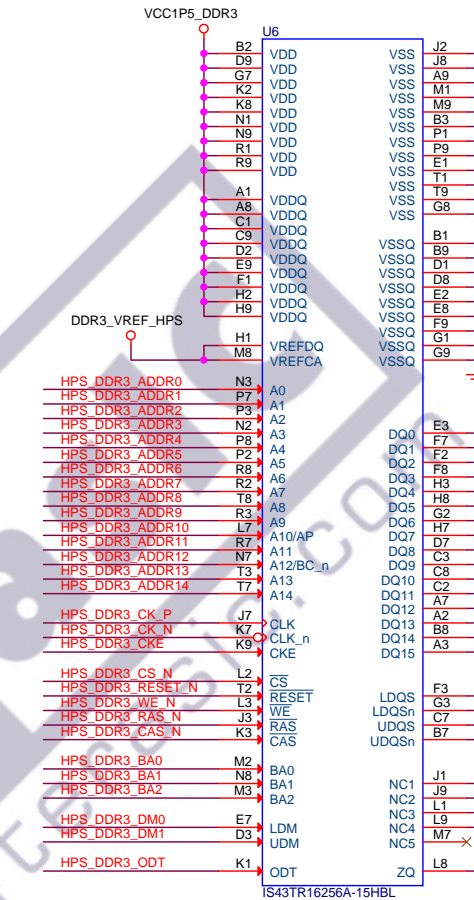 VCC1P5_DDR3
U6
B2 VDD VSS J2
D9 VDD VSS J8
G7 VDD VSS A9
K2 VDD VSS M1
K8 VDD VSS M9
N1 VDD VSS B3
N9 VDD VSS P1
R1 VDD VSS P9
R9 VDD VSS E1
VSS T1
A1 VDDQ VSS T9
A8 VDDQ VSS G8
C1 VDDQ
C9 VDDQ VSSQ B1
D2 VDDQ VSSQ B9
E9 VDDQ VSSQ D1
F1 VDDQ VSSQ D8
H2 VDDQ VSSQ E2
H9 VDDQ VSSQ E8
DDR3_VREF_HPS VSSQ F9
H1 VREFDQ VSSQ G1
M8 VREFCA VSSQ G9
HPS_DDR3_ADDR0 N3 A0
HPS_DDR3_ADDR1 P7 A1
HPS_DDR3_ADDR2 P3 A2
HPS_DDR3_ADDR3 N2 A3 DQ0 E3
HPS_DDR3_ADDR4 P8 A4 DQ1 F7
HPS_DDR3_ADDR5 P2 A5 DQ2 F2
HPS_DDR3_ADDR6 R8 A6 DQ3 F8
HPS_DDR3_ADDR7 R2 A7 DQ4 H3
HPS_DDR3_ADDR8 T8 A8 DQ5 H8
HPS_DDR3_ADDR9 R3 A9 DQ6 G2
HPS_DDR3_ADDR10 L7 A10/AP DQ7 H7
HPS_DDR3_ADDR11 R7 A11 DQ8 D7
HPS_DDR3_ADDR12 N7 A12/BC_n DQ9 C3
HPS_DDR3_ADDR13 T3 A13 DQ10 C8
HPS_DDR3_ADDR14 T7 A14 DQ11 C2
DQ12 A7
HPS_DDR3_CK_P J7 CLK DQ13 A2
HPS_DDR3_CK_N K7 CLK_n DQ14 B8
HPS_DDR3_CKE K9 CKE DQ15 A3
HPS_DDR3_CS_N L2 CS
HPS_DDR3_RESET_N T2 RESET LDQS F3
HPS_DDR3_WE_N L3 WE LDQSn G3
HPS_DDR3_RAS_N J3 RAS UDQS C7
HPS_DDR3_CAS_N K3 CAS UDQSn B7
HPS_DDR3_BA0 M2 BA0
HPS_DDR3_BA1 N8 BA1 NC1 J1
HPS_DDR3_BA2 M3 BA2 NC2 J9
NC3 L1
HPS_DDR3_DM0 E7 LDM NC4 L9
HPS_DDR3_DM1 D3 UDM NC5 M7
HPS_DDR3_ODT K1 ODT ZQ L8
IS43TR16256A-15HBL
terasic.com